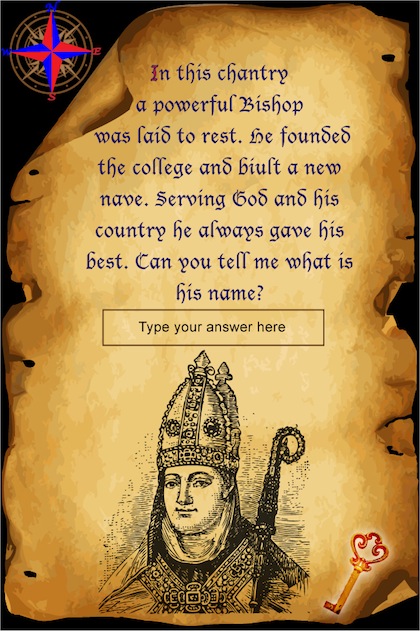 N
W E
S
In this chantry
a powerful Bishop
was laid to rest. He founded
the college and biult a new
nave. Serving God and his
country he always gave his
best. Can you tell me what is
his name?
Type your answer here